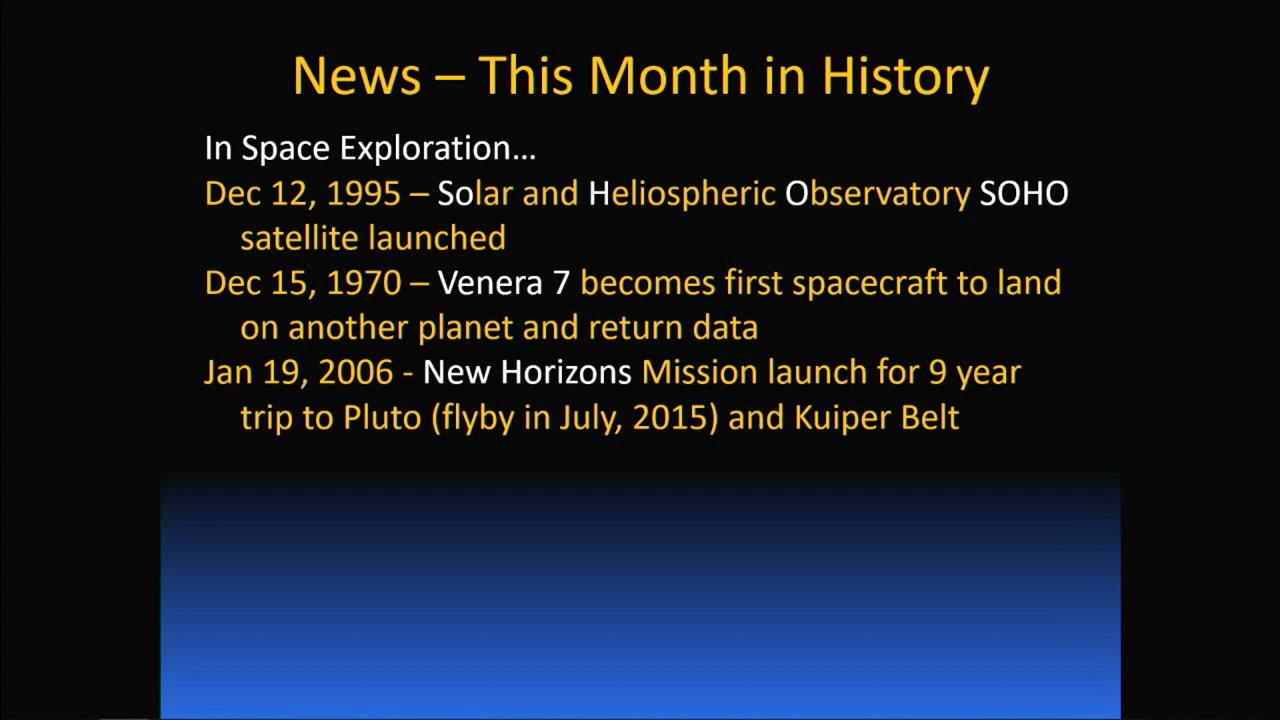 News – This Month in History
In Space Exploration…
Dec 12, 1995 – Solar and Heliospheric Observatory SOHO
satellite launched
Dec 15, 1970 – Venera 7 becomes first spacecraft to land
on another planet and return data
Jan 19, 2006 - New Horizons Mission launch for 9 year
trip to Pluto (flyby in July, 2015) and Kuiper Belt